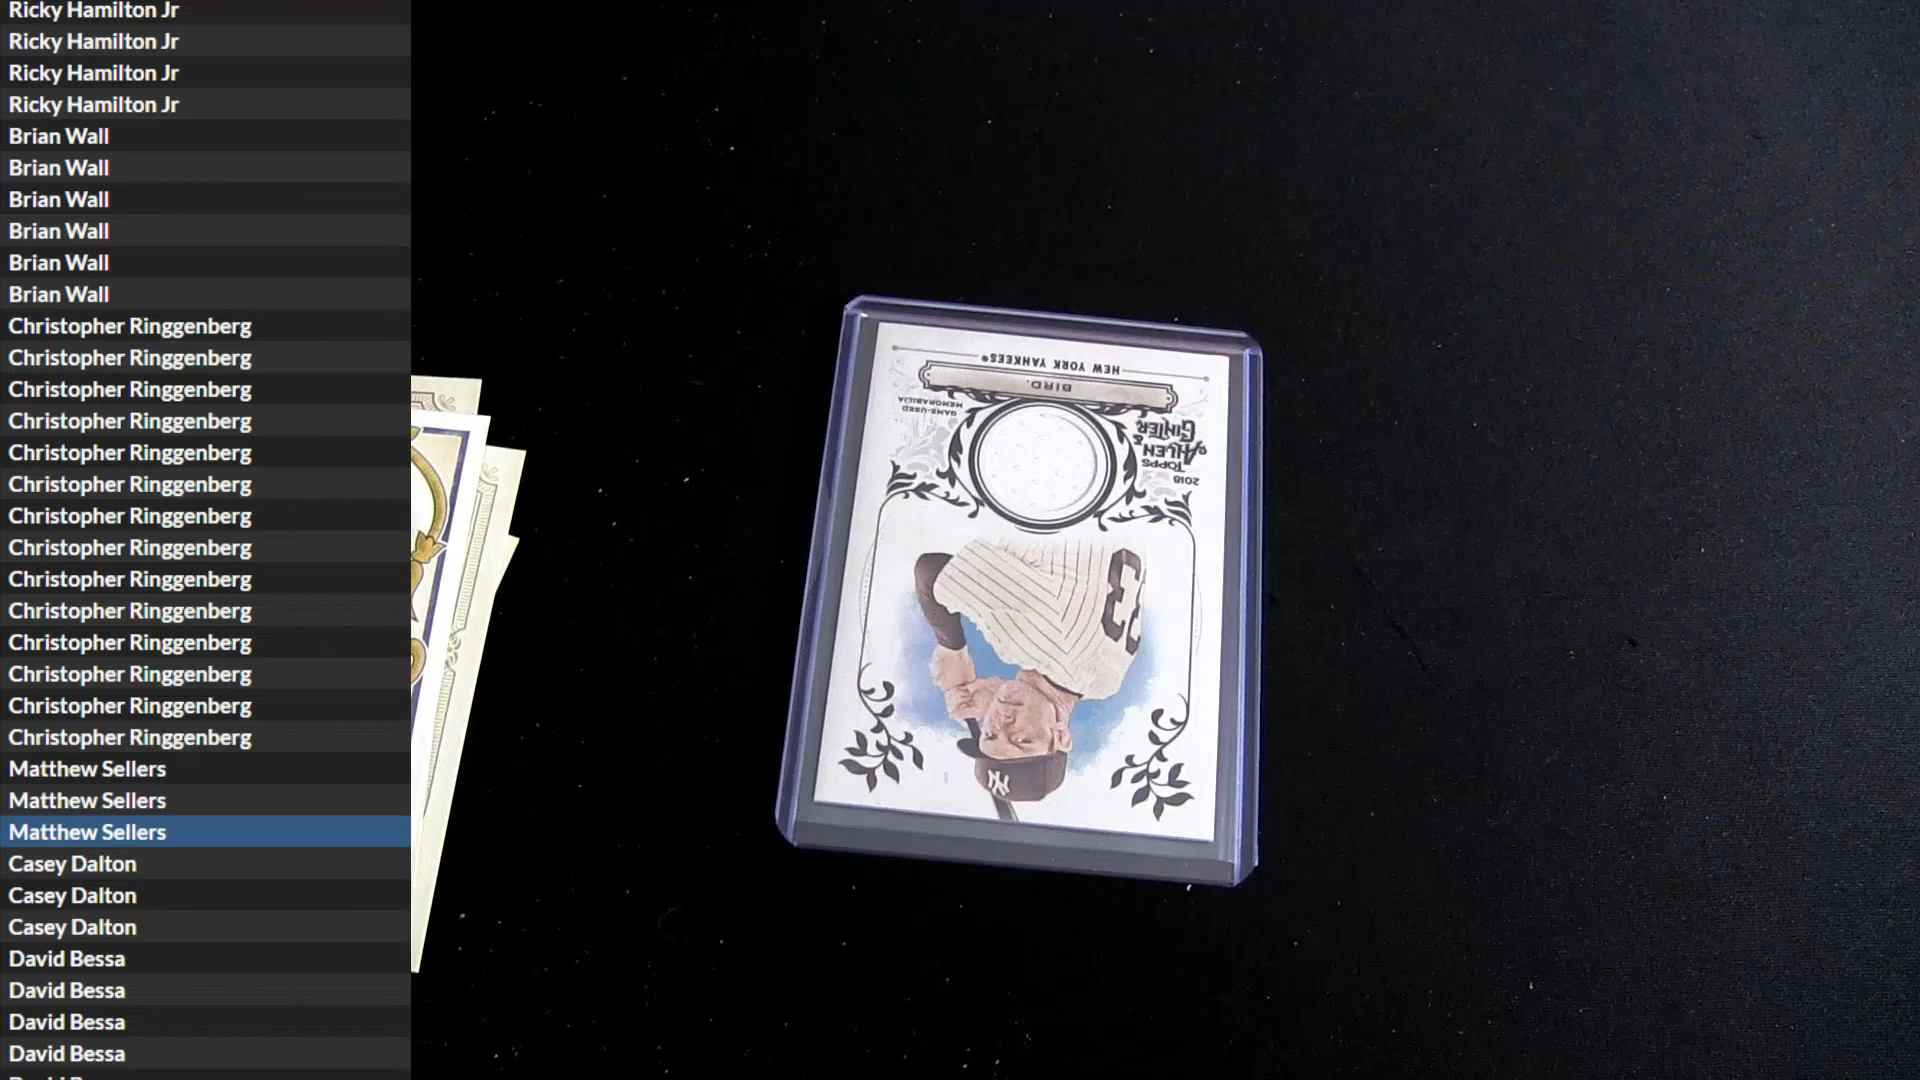 Ricky Hamilton Jr
Ricky Hamilton Jr
Ricky Hamilton Jr
Ricky Hamilton Jr
Brian Wall
Brian Wall
Brian Wall
Brian Wall
Brian Wall
Brian Wall
Christopher Ringgenberg
Christopher Ringgenberg
Christopher Ringgenberg
Christopher Ringgenberg
Christopher Ringgenberg
Christopher Ringgenberg
Christopher Ringgenberg
Christopher Ringgenberg
Christopher Ringgenberg
Christopher Ringgenberg
Christopher Ringgenberg
Christopher Ringgenberg
Christopher Ringgenberg
Christopher Ringgenberg
Matthew Sellers
Matthew Sellers
Matthew Sellers
Casey Dalton
Casey Dalton
Casey Dalton
David Bessa
David Bessa
David Bessa
David Bessa
NY
33
2018
TOPPS
ALLEN &
GINTER
GAME-USED
MEMORABILIA
BIRD.
NEW YORK YANKEES®